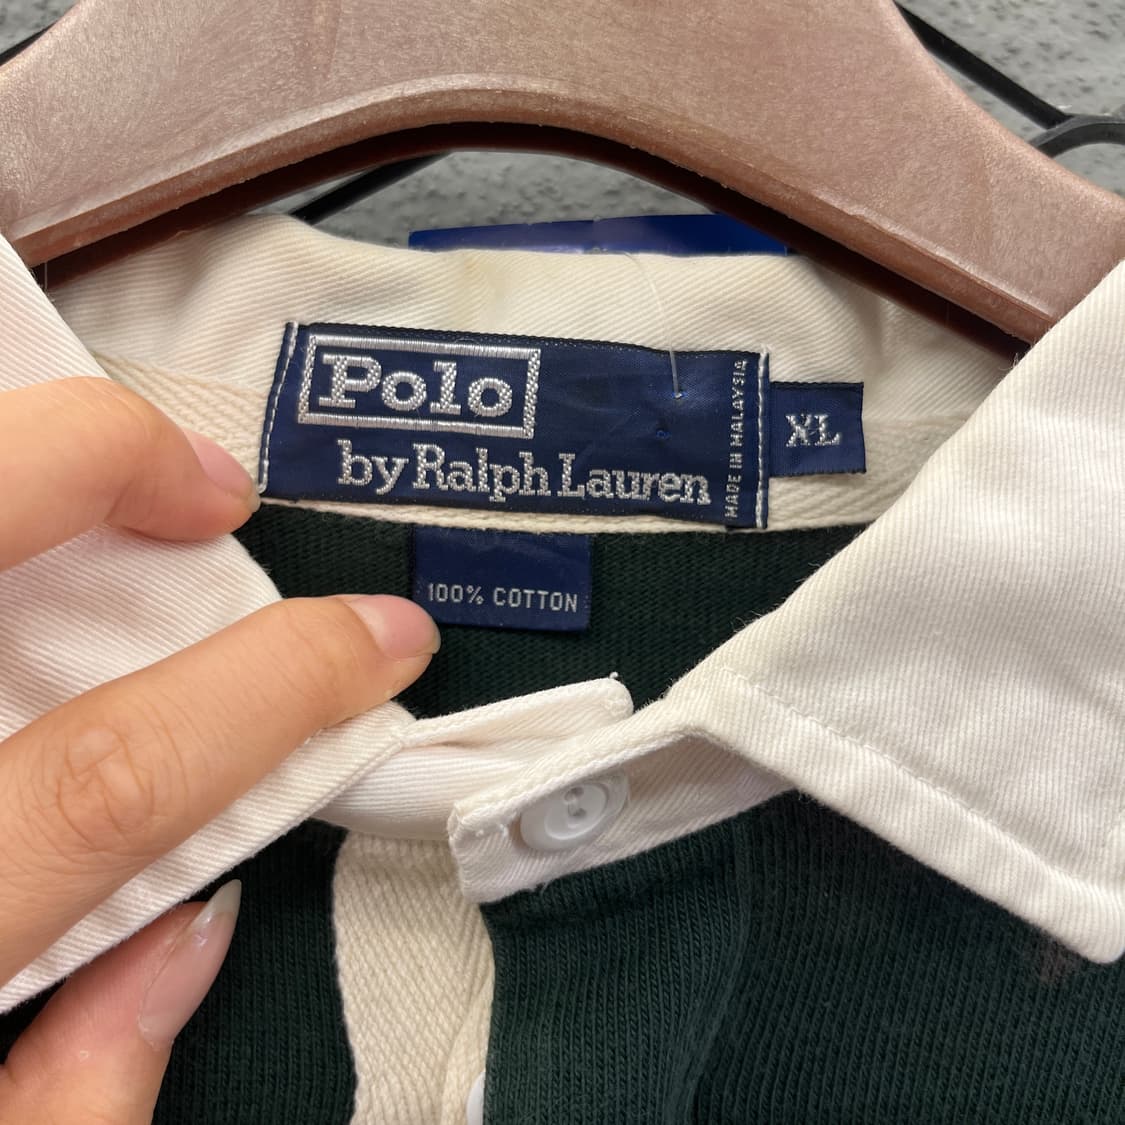 Polo
by Ralph Lauren
MADE IN MALAYSIA
XL
100% COTTON